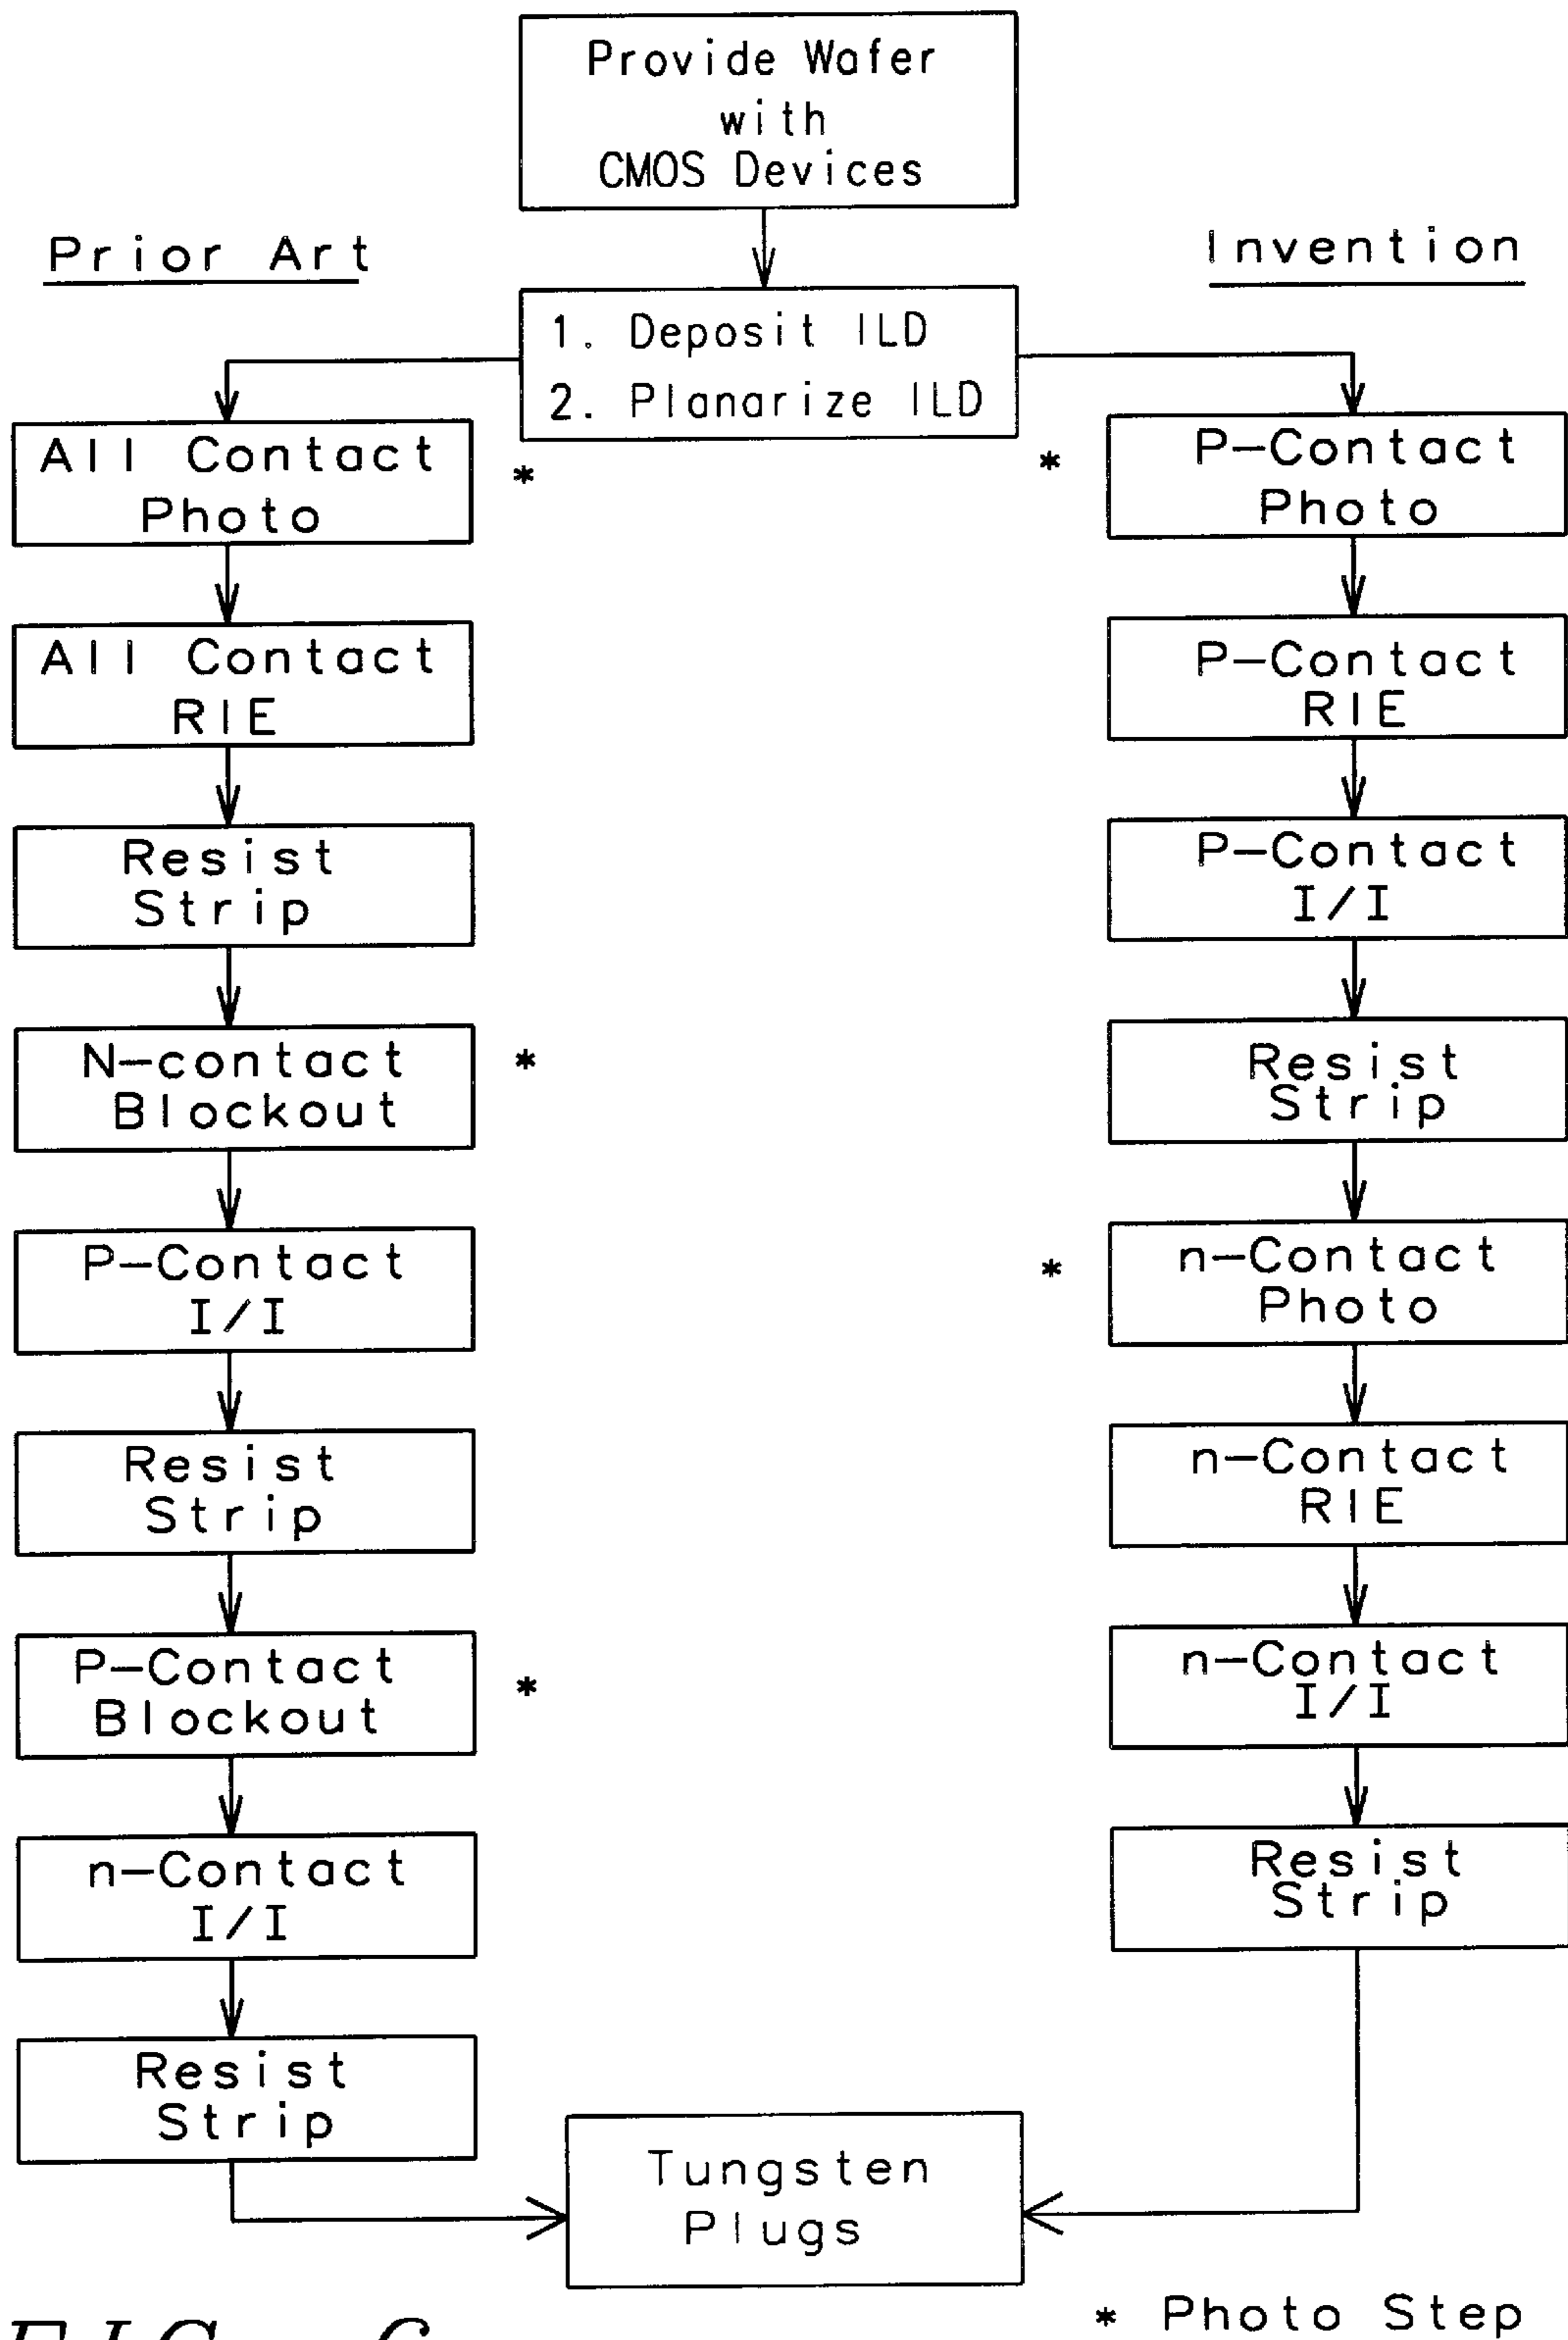 Provide Wafer
with
CMOS Devices
Prior Art
Invention
1. Deposit ILD
2. Planarize ILD
All Contact
Photo
*
All Contact
RIE
Resist
Strip
N-contact
Blockout
*
P-Contact
I/I
Resist
Strip
P-Contact
Blockout
*
n-Contact
I/I
Resist
Strip
*
P-Contact
Photo
P-Contact
RIE
P-Contact
I/I
Resist
Strip
*
n-Contact
Photo
n-Contact
RIE
n-Contact
I/I
Resist
Strip
Tungsten
Plugs
* Photo Step
FIG. 6